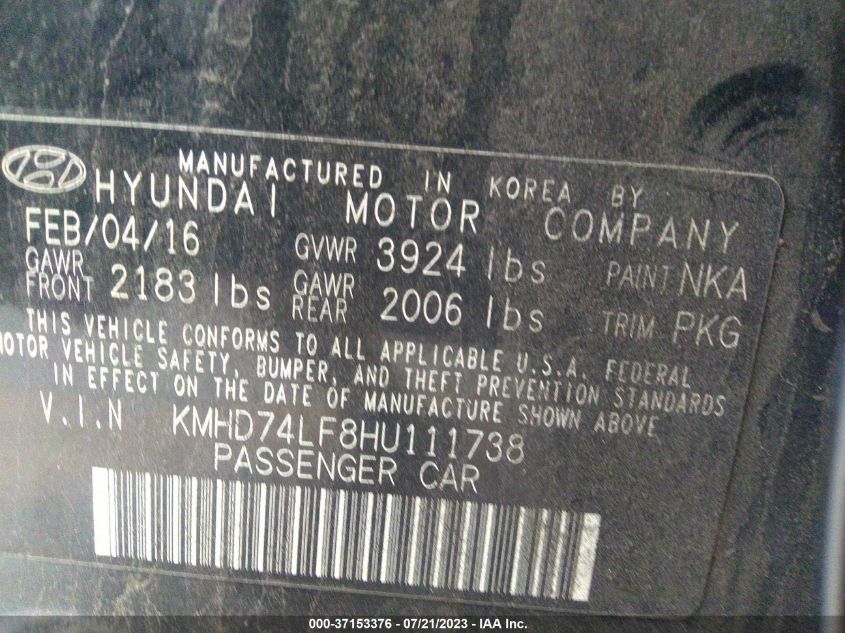 MANUFACTURED IN KOREA BY
HYUNDAI MOTOR COMPANY
FEB/04/16 GVWR 3924 lbs PAINT NKA
GAWR FRONT 2183 lbs GAWR REAR 2006 lbs TRIM PKG
THIS VEHICLE CONFORMS TO ALL APPLICABLE U.S.A. FEDERAL
MOTOR VEHICLE SAFETY, BUMPER, AND THEFT PREVENTION STANDARDS
IN EFFECT ON THE DATE OF MANUFACTURE SHOWN ABOVE
V.I.N KMHD74LF8HU111738
PASSENGER CAR
000-37153376 - 07/21/2023 - IAA Inc.